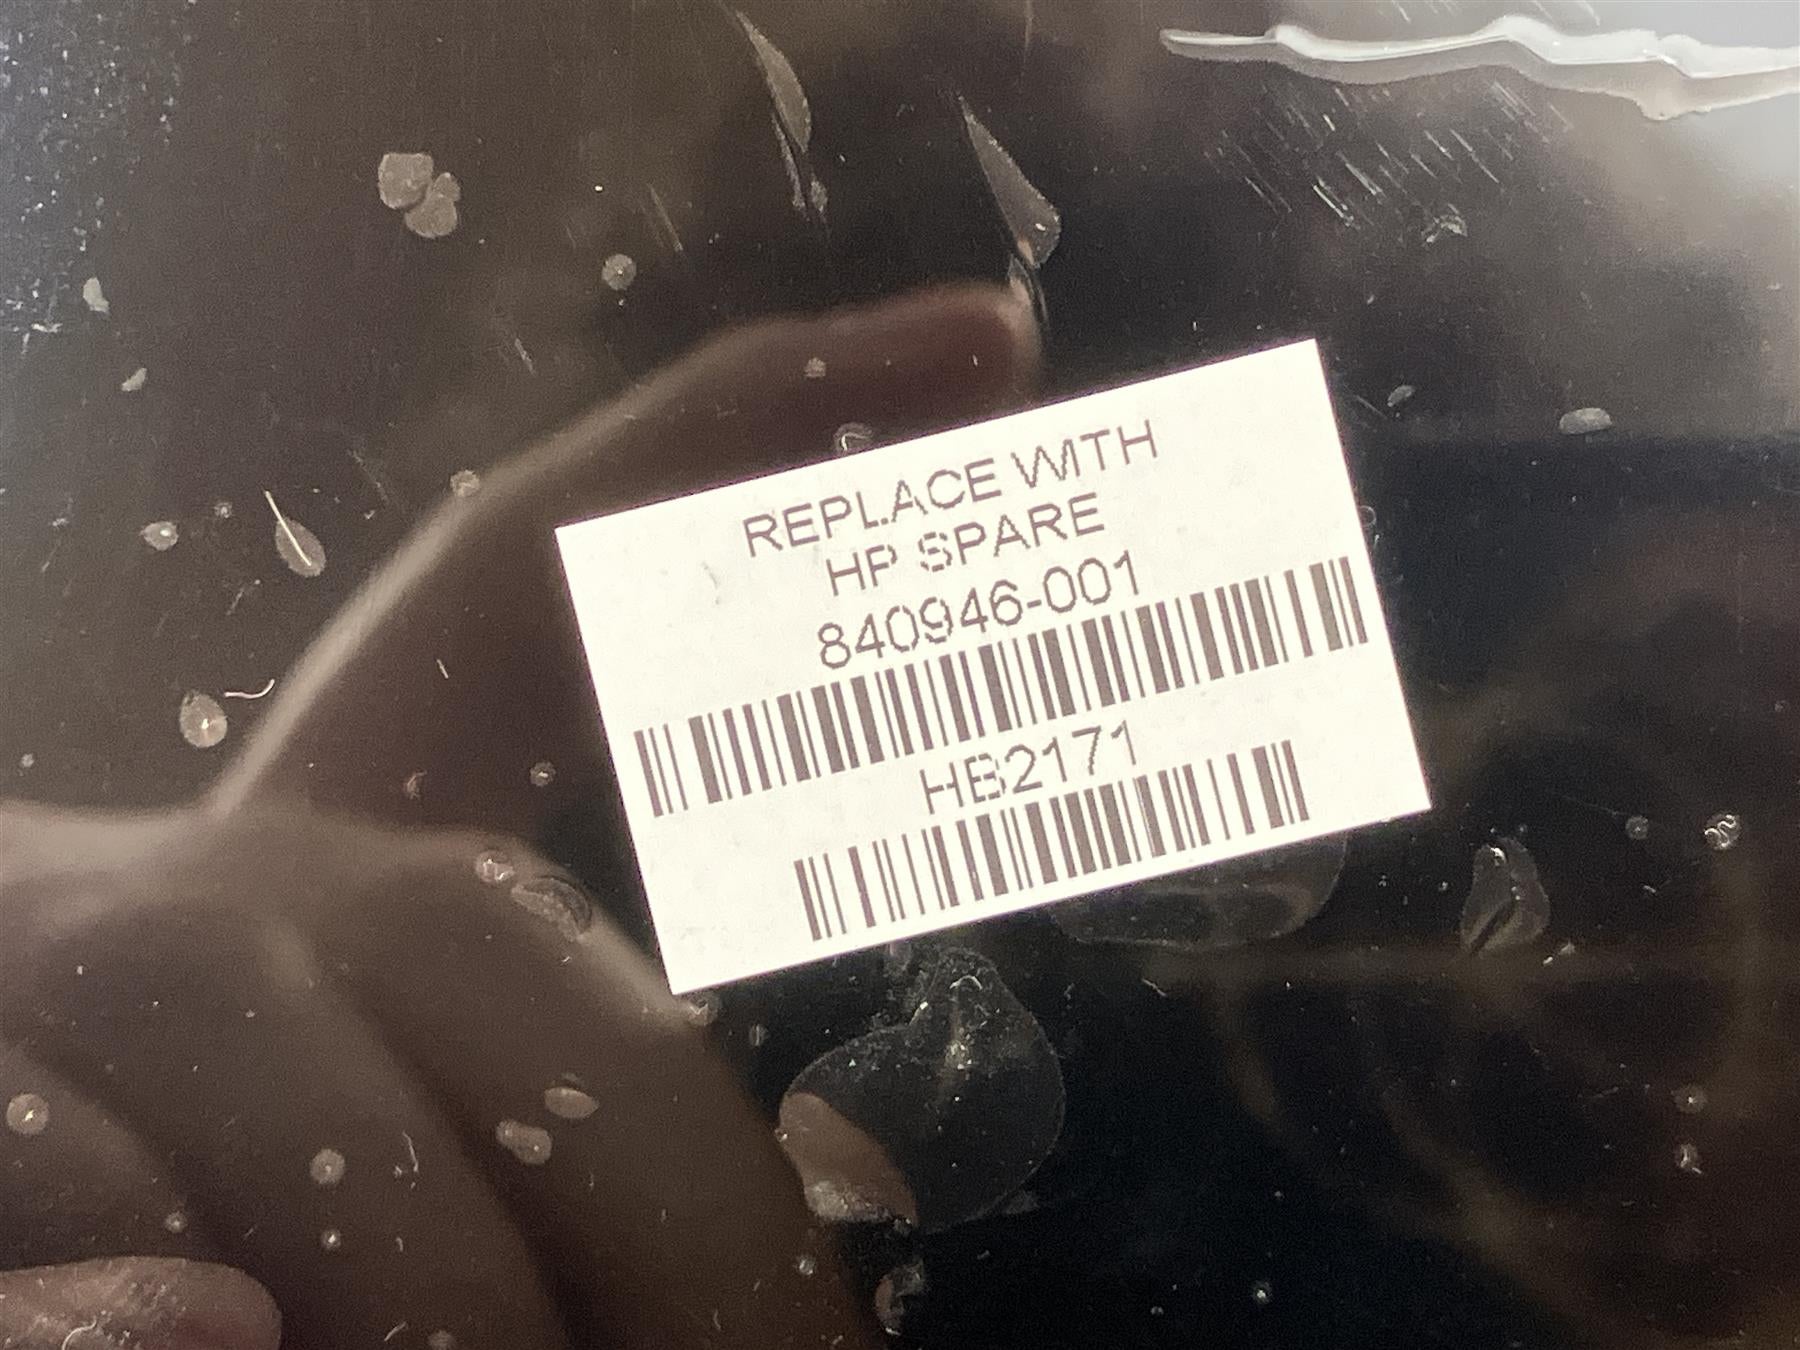 REPLACE WITH
HP SPARE
840946-001
HB2171